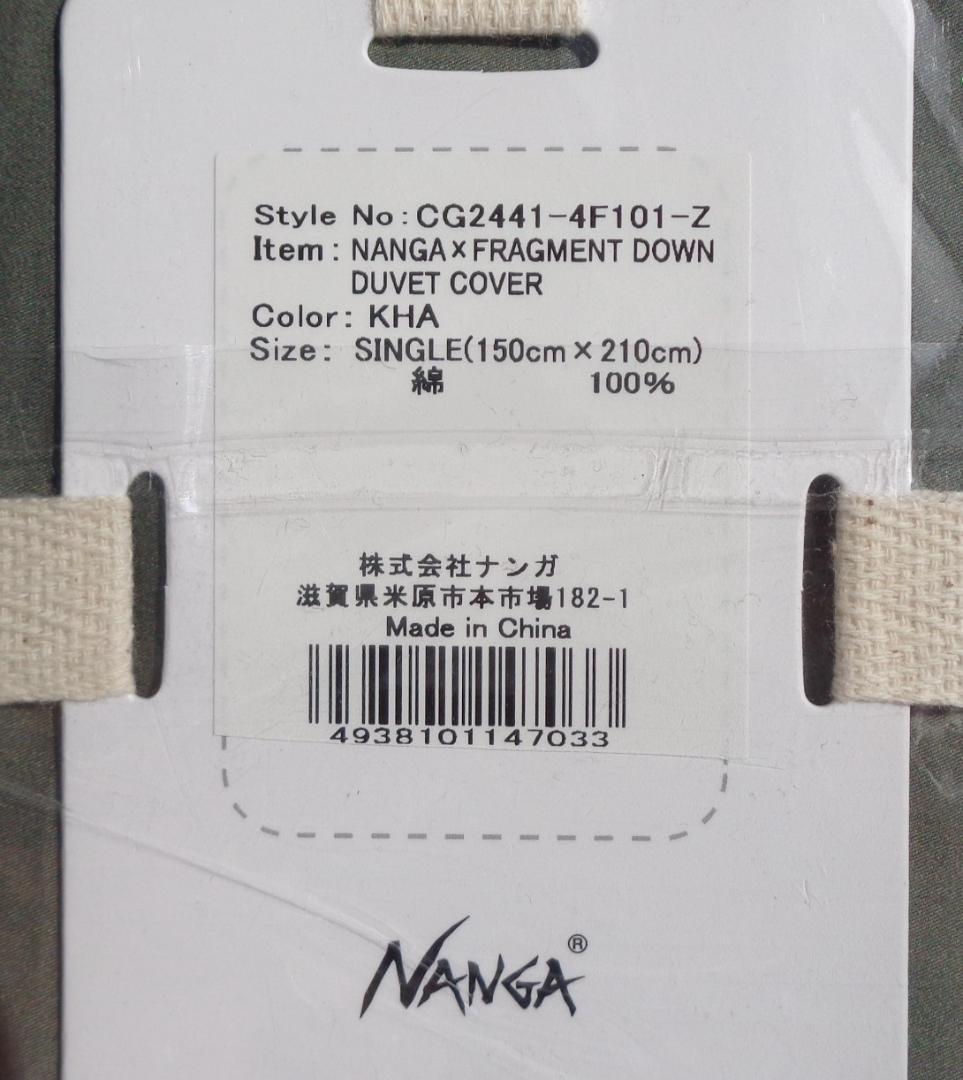 Style No: CG2441-4F101-Z
Item: NANGA×FRAGMENT DOWN
DUVET COVER
Color: KHA
Size: SINGLE(150cm×210cm)
綿 100%
株式会社ナンガ
滋賀県米原市本市場182-1
Made in China
4938101147033
NANGA®